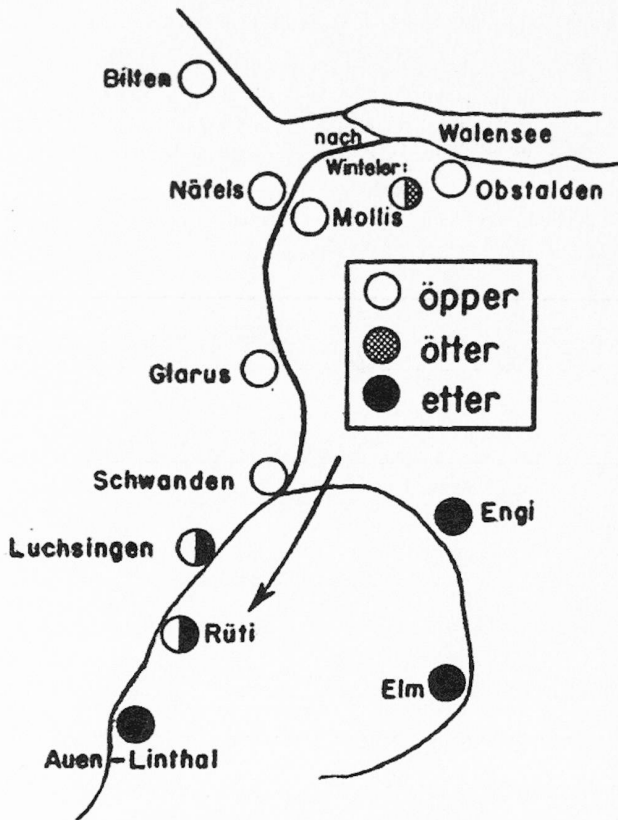 Bilten
nach
Walensee
Winteler:
Näfels
Obstalden
Mollis
öpper
ötter
etter
Glarus
Schwanden
Engi
Luchsingen
Rüti
Elm
Auen-Linthal